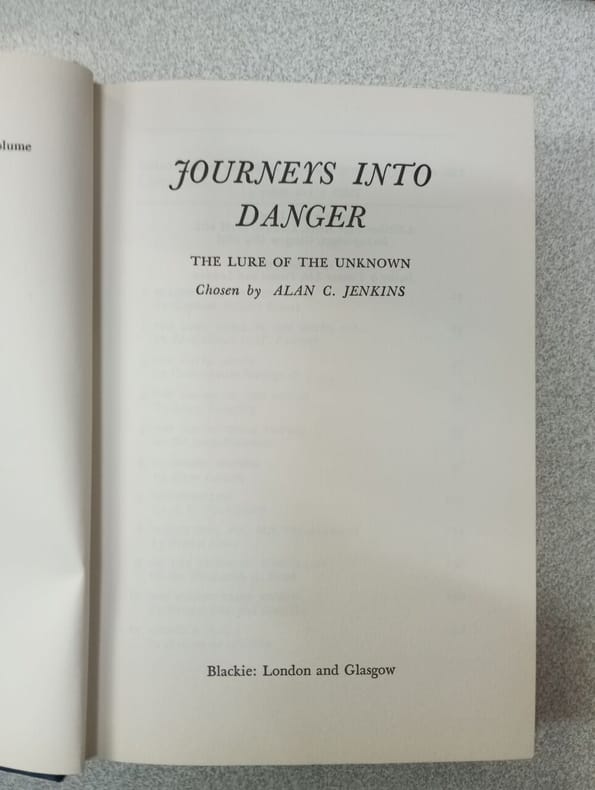 olume
JOURNEYS INTO
DANGER
THE LURE OF THE UNKNOWN
Chosen by ALAN C. JENKINS
Blackie: London and Glasgow